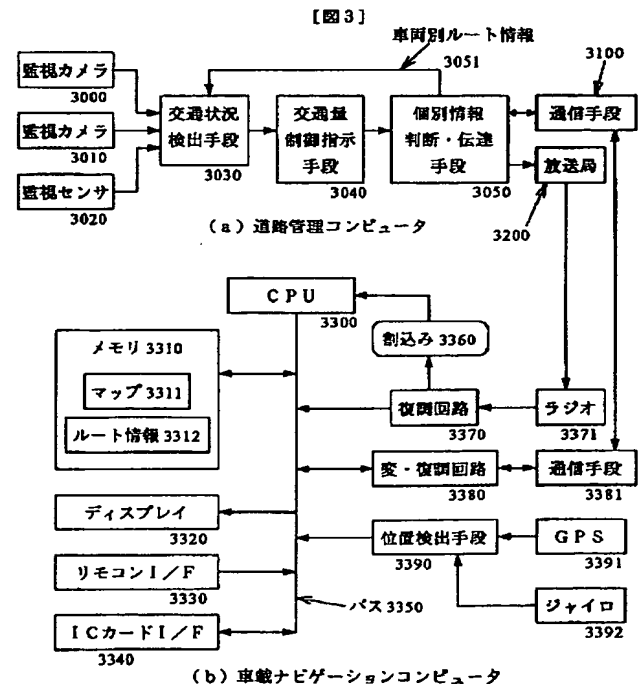 [図3]
車両別ルート情報
3051
3100
監視カメラ
3000
監視カメラ
3010
監視センサ
3020
交通状況
検出手段
3030
交通量
制御指示
手段
3040
個別情報
判断・伝達
手段
3050
通信手段
放送局
3200
(a) 道路管理コンピュータ
CPU
3300
メモリ 3310
マップ 3311
ルート情報 3312
割込み 3360
復調回路
3370
ラジオ
3371
変・復調回路
3380
通信手段
3381
ディスプレイ
3320
位置検出手段
3390
GPS
3391
リモコンI/F
3330
バス 3350
ジャイロ
3392
ICカードI/F
3340
(b) 車載ナビゲーションコンピュータ